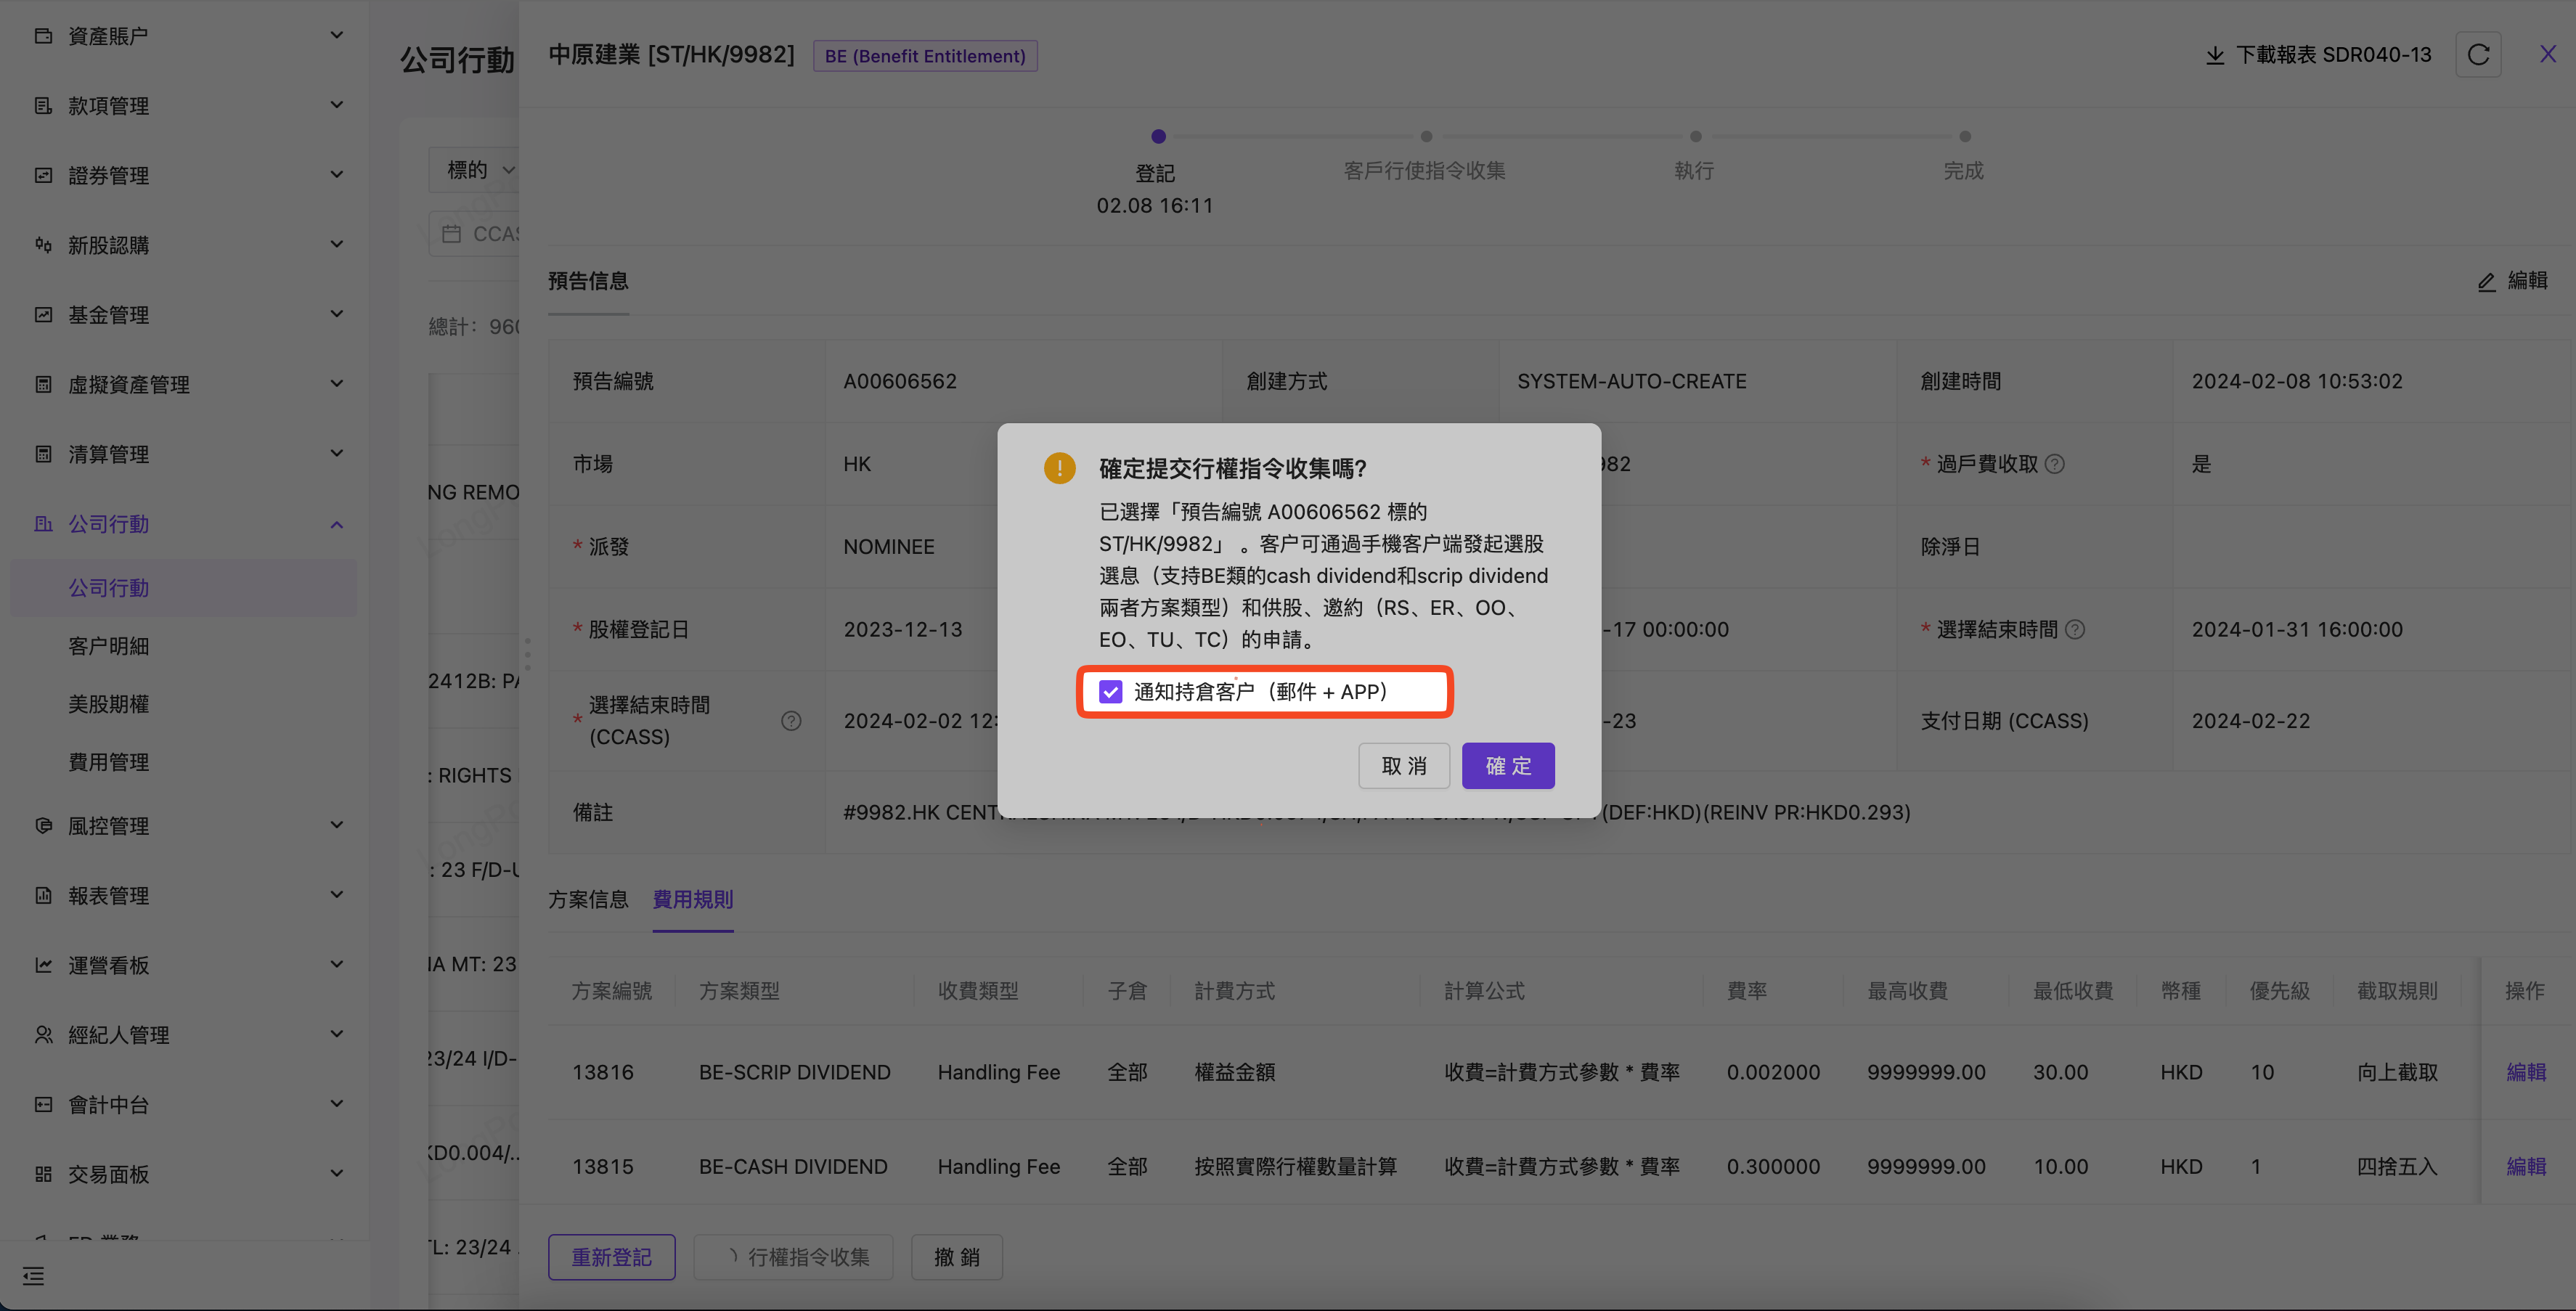 資產賬户
款項管理
證券管理
新股認購
基金管理
虛擬資產管理
清算管理
公司行動
公司行動
客户明細
美股期權
費用管理
風控管理
報表管理
運營看板
經紀人管理
會計中台
交易面板
公司行動
標的
總計: 960
NG REMO
2412B: PA
: RIGHTS
: 23 F/D-U
IA MT: 23
23/24 I/D-
KD0.004/..
TL: 23/24
中原建業 [ST/HK/9982]
BE (Benefit Entitlement)
下載報表 SDR040-13
登記
02.08 16:11
客戶行使指令收集
執行
完成
預告信息
編輯
預告編號 A00606562 創建方式 SYSTEM-AUTO-CREATE 創建時間 2024-02-08 10:53:02
市場 HK 982 * 過戶費收取 是
* 派發 NOMINEE 除淨日
* 股權登記日 2023-12-13 -17 00:00:00 * 選擇結束時間 2024-01-31 16:00:00
* 選擇結束時間 (CCASS) 2024-02-02 12: -23 支付日期 (CCASS) 2024-02-22
備註 #9982.HK (DEF:HKD)(REINV PR:HKD0.293)
確定提交行權指令收集嗎?
已選擇「預告編號 A00606562 標的
ST/HK/9982」 。客户可通過手機客户端發起選股
選息（支持BE類的cash dividend和scrip dividend
兩者方案類型）和供股、邀約（RS、ER、OO、
EO、TU、TC）的申請。
通知持倉客户（郵件 + APP）
取 消
確 定
方案信息
費用規則
方案編號 方案類型 收費類型 子倉 計費方式 計算公式 費率 最高收費 最低收費 幣種 優先級 截取規則 操作
13816 BE-SCRIP DIVIDEND Handling Fee 全部 權益金額 收費=計費方式參數 * 費率 0.002000 9999999.00 30.00 HKD 10 向上截取 編輯
13815 BE-CASH DIVIDEND Handling Fee 全部 按照實際行權數量計算 收費=計費方式參數 * 費率 0.300000 9999999.00 10.00 HKD 1 四捨五入 編輯
重新登記
行權指令收集
撤 銷